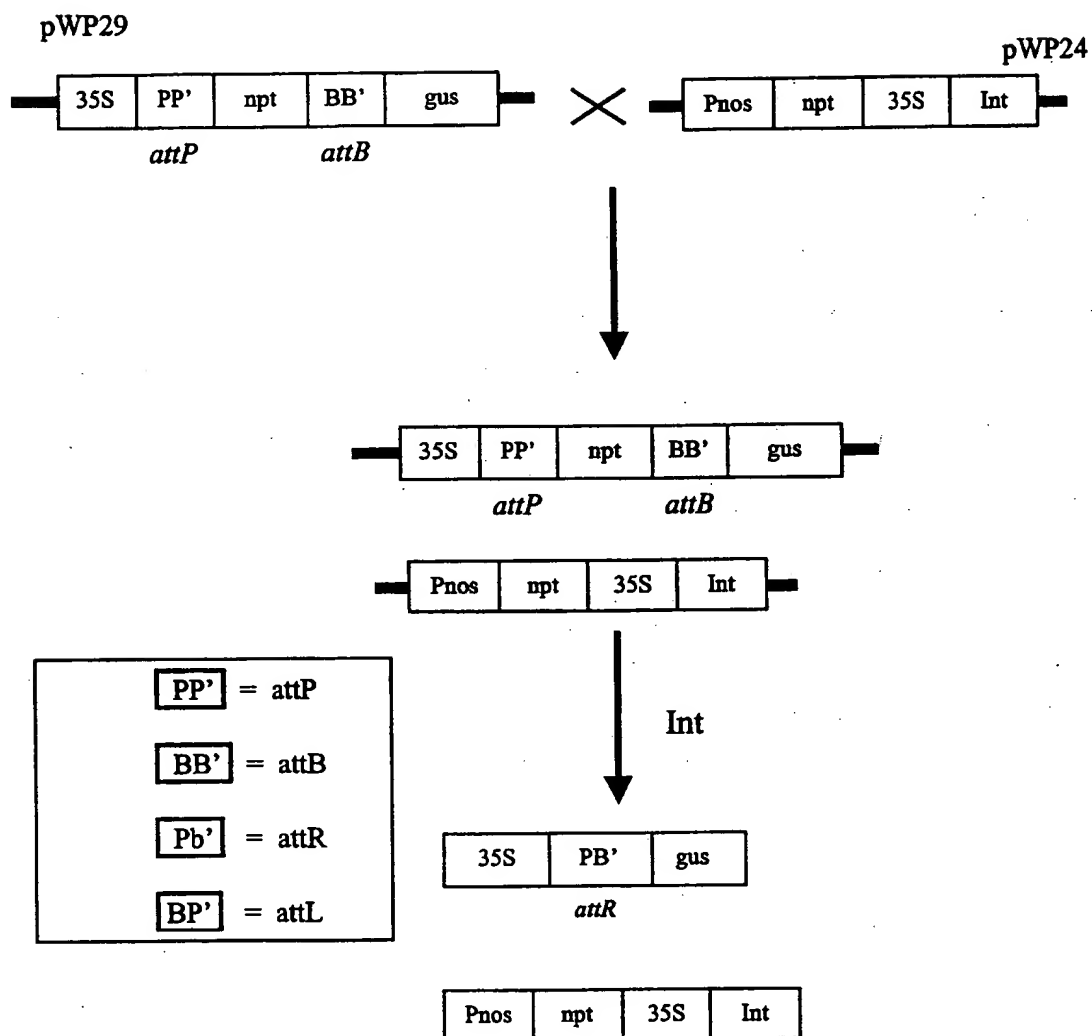 pWP29
pWP24
35S PP' npt BB' gus
Pnos npt 35S Int
attP attB
35S PP' npt BB' gus
attP attB
Pnos npt 35S Int
Int
PP' = attP
BB' = attB
Pb' = attR
BP' = attL
35S PB' gus
attR
Pnos npt 35S Int